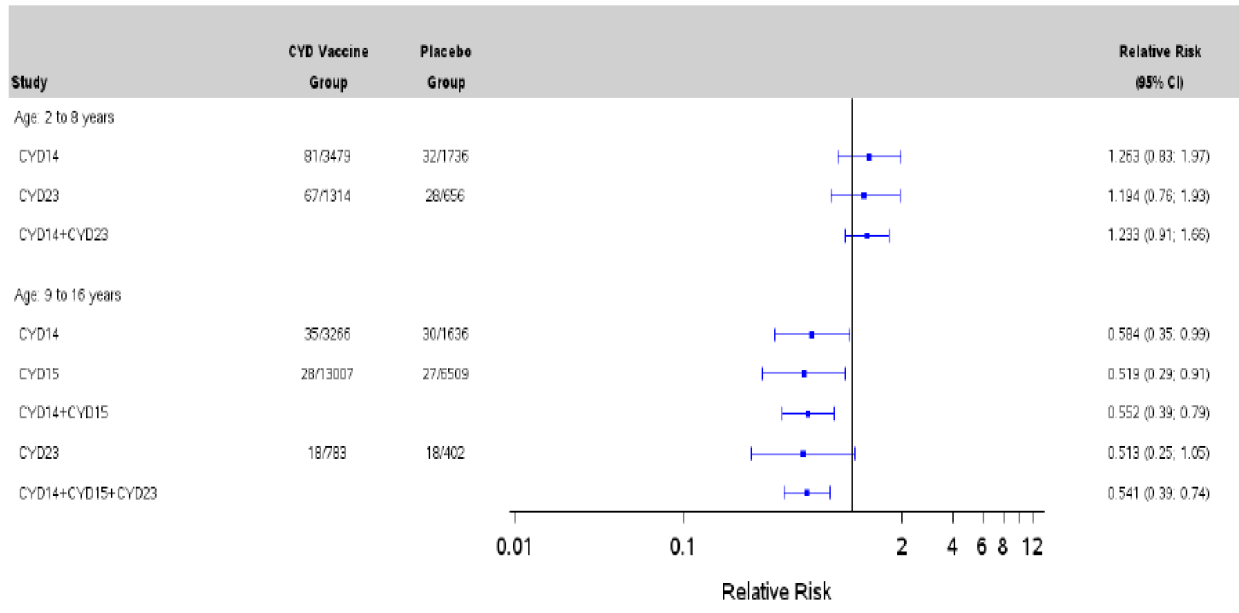 CYD Vaccine Placebo Relative Risk
Study Group Group (95% CI)
Age: 2 to 8 years
CYD14 81/3479 32/1736 1.263 (0.83; 1.97)
CYD23 67/1314 28/656 1.194 (0.76; 1.93)
CYD14+CYD23 1.233 (0.91; 1.66)
Age: 9 to 16 years
CYD14 35/3266 30/1636 0.584 (0.35; 0.99)
CYD15 28/13007 27/6509 0.519 (0.29; 0.91)
CYD14+CYD15 0.552 (0.39; 0.79)
CYD23 18/783 18/402 0.513 (0.25; 1.05)
CYD14+CYD15+CYD23 0.541 (0.39; 0.74)
0.01 0.1 2 4 6 8 12
Relative Risk